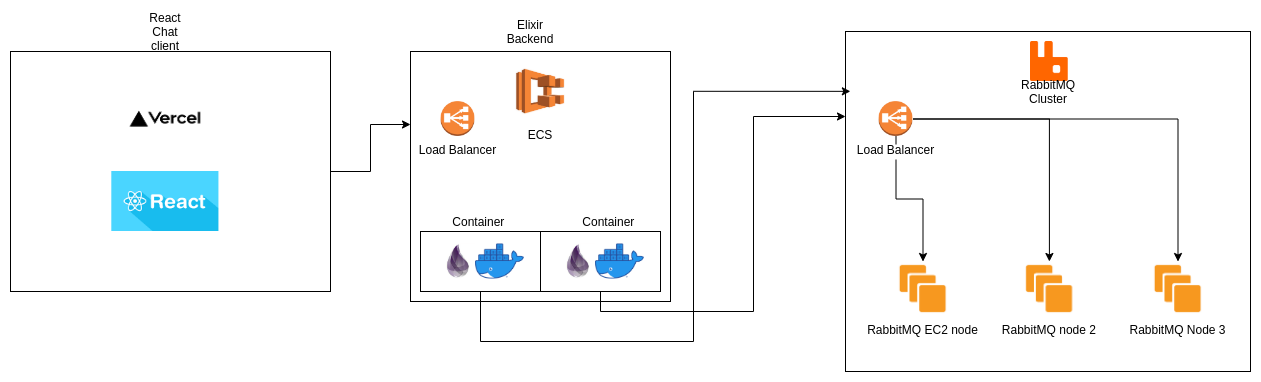 React
Chat
client
Vercel
React
Elixir
Backend
ECS
Load Balancer
Container
Container
RabbitMQ
Cluster
Load Balancer
RabbitMQ EC2 node
RabbitMQ node 2
RabbitMQ Node 3